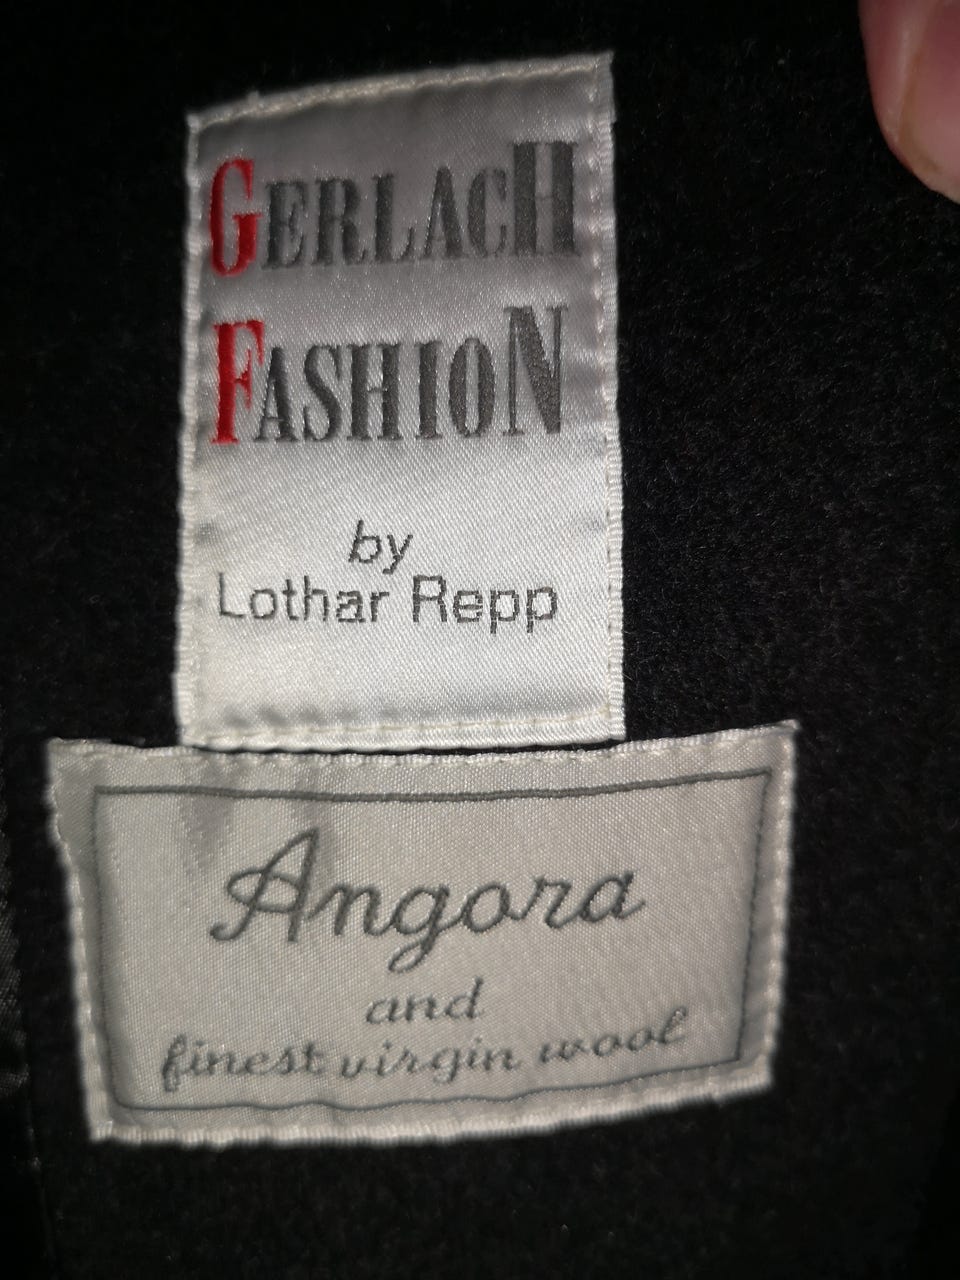 GERLACH
FASHION
by
Lothar Repp
Angora
and
finest virgin wool